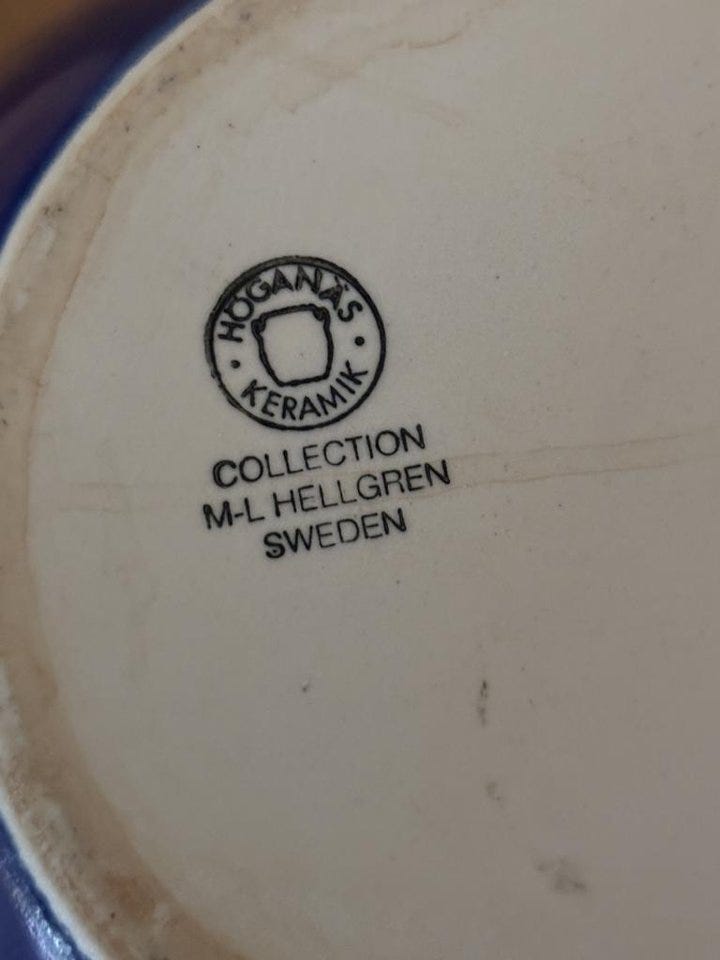 HÖGANÄS
KERAMIK
COLLECTION
M-L HELLGREN
SWEDEN